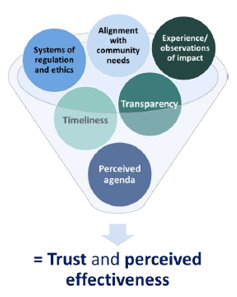 Systems of
regulation
and ethics
Alignment
with
community
needs
Experience/
observations
of impact
Timeliness
Transparency
Perceived
agenda
= Trust and perceived
effectiveness